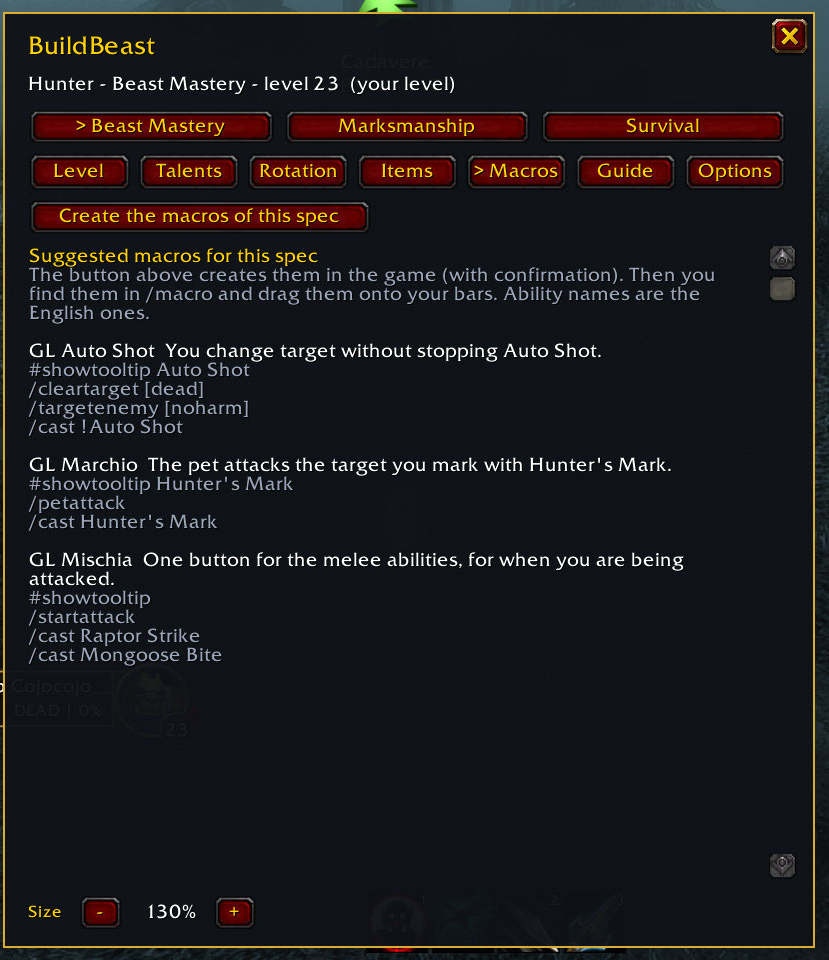 Cadavere
BuildBeast
Hunter - Beast Mastery - level 23 (your level)
> Beast Mastery
Marksmanship
Survival
Level
Talents
Rotation
Items
> Macros
Guide
Options
Create the macros of this spec
Suggested macros for this spec
The button above creates them in the game (with confirmation). Then you
find them in /macro and drag them onto your bars. Ability names are the
English ones.
GL Auto Shot  You change target without stopping Auto Shot.
#showtooltip Auto Shot
/cleartarget [dead]
/targetenemy [noharm]
/cast !Auto Shot
GL Marchio  The pet attacks the target you mark with Hunter's Mark.
#showtooltip Hunter's Mark
/petattack
/cast Hunter's Mark
GL Mischia  One button for the melee abilities, for when you are being
attacked.
#showtooltip
/startattack
/cast Raptor Strike
/cast Mongoose Bite
Cojocojo
DEAD | 0%
23
Size
-
130%
+